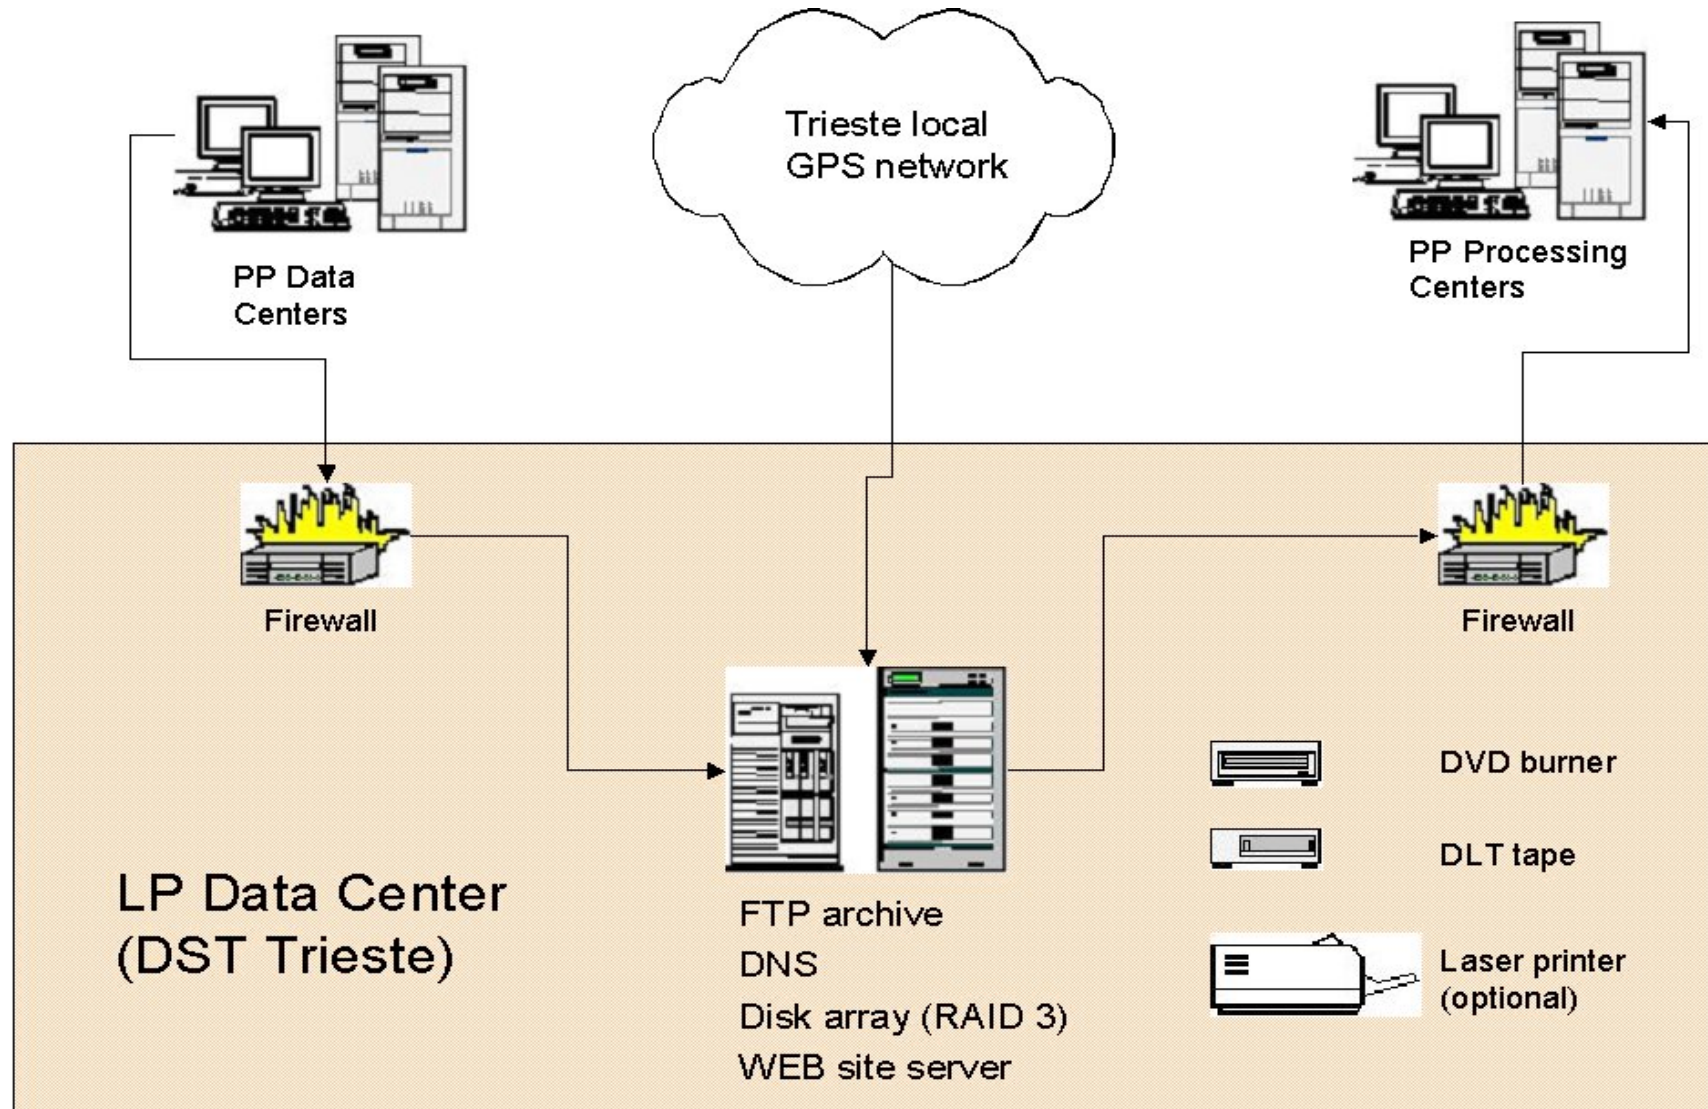 Trieste local
GPS network
PP Data
Centers
PP Processing
Centers
Firewall
Firewall
DVD burner
DLT tape
Laser printer
(optional)
LP Data Center
(DST Trieste)
FTP archive
DNS
Disk array (RAID 3)
WEB site server